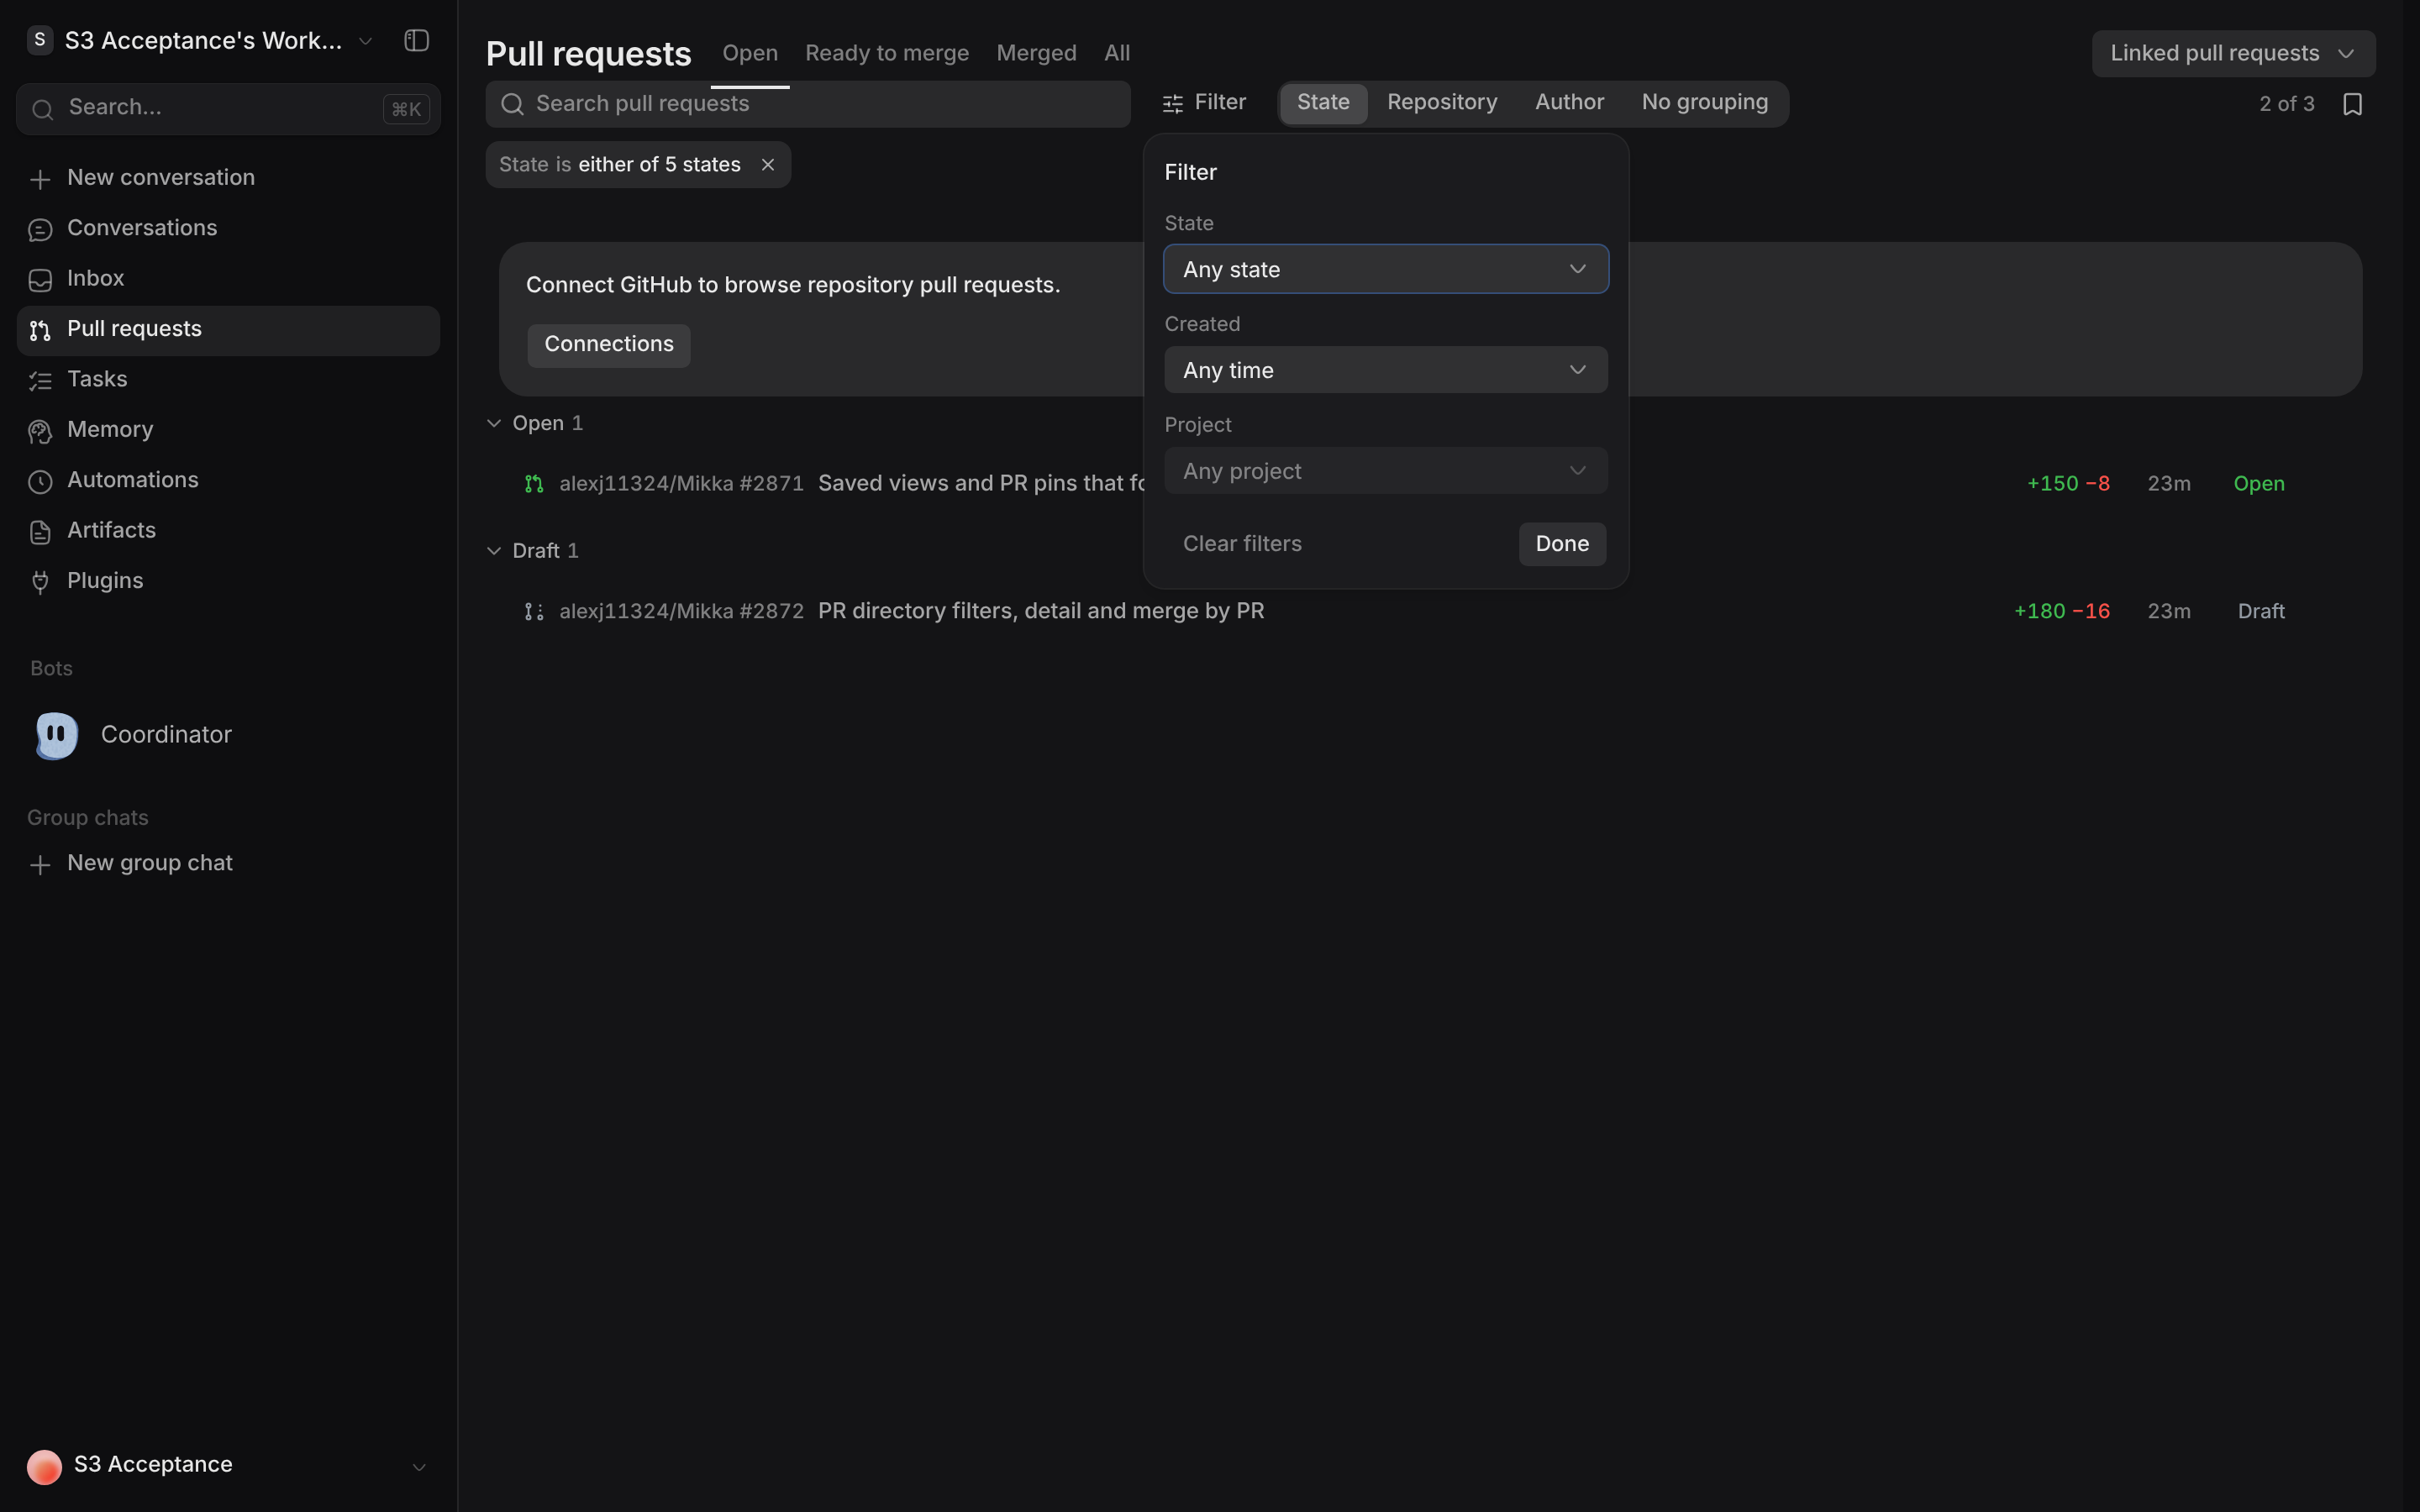 S S3 Acceptance's Work...
Search... ⌘K
New conversation
Conversations
Inbox
Pull requests
Tasks
Memory
Automations
Artifacts
Plugins
Bots
Coordinator
Group chats
New group chat
S3 Acceptance
Pull requests Open Ready to merge Merged All Linked pull requests
Search pull requests Filter State Repository Author No grouping 2 of 3
State is either of 5 states
Connect GitHub to browse repository pull requests.
Connections
Open 1
alexj11324/Mikka #2871 Saved views and PR pins that +150 −8 23m Open
Draft 1
alexj11324/Mikka #2872 PR directory filters, detail and merge by PR +180 −16 23m Draft
Filter
State
Any state
Created
Any time
Project
Any project
Clear filters Done